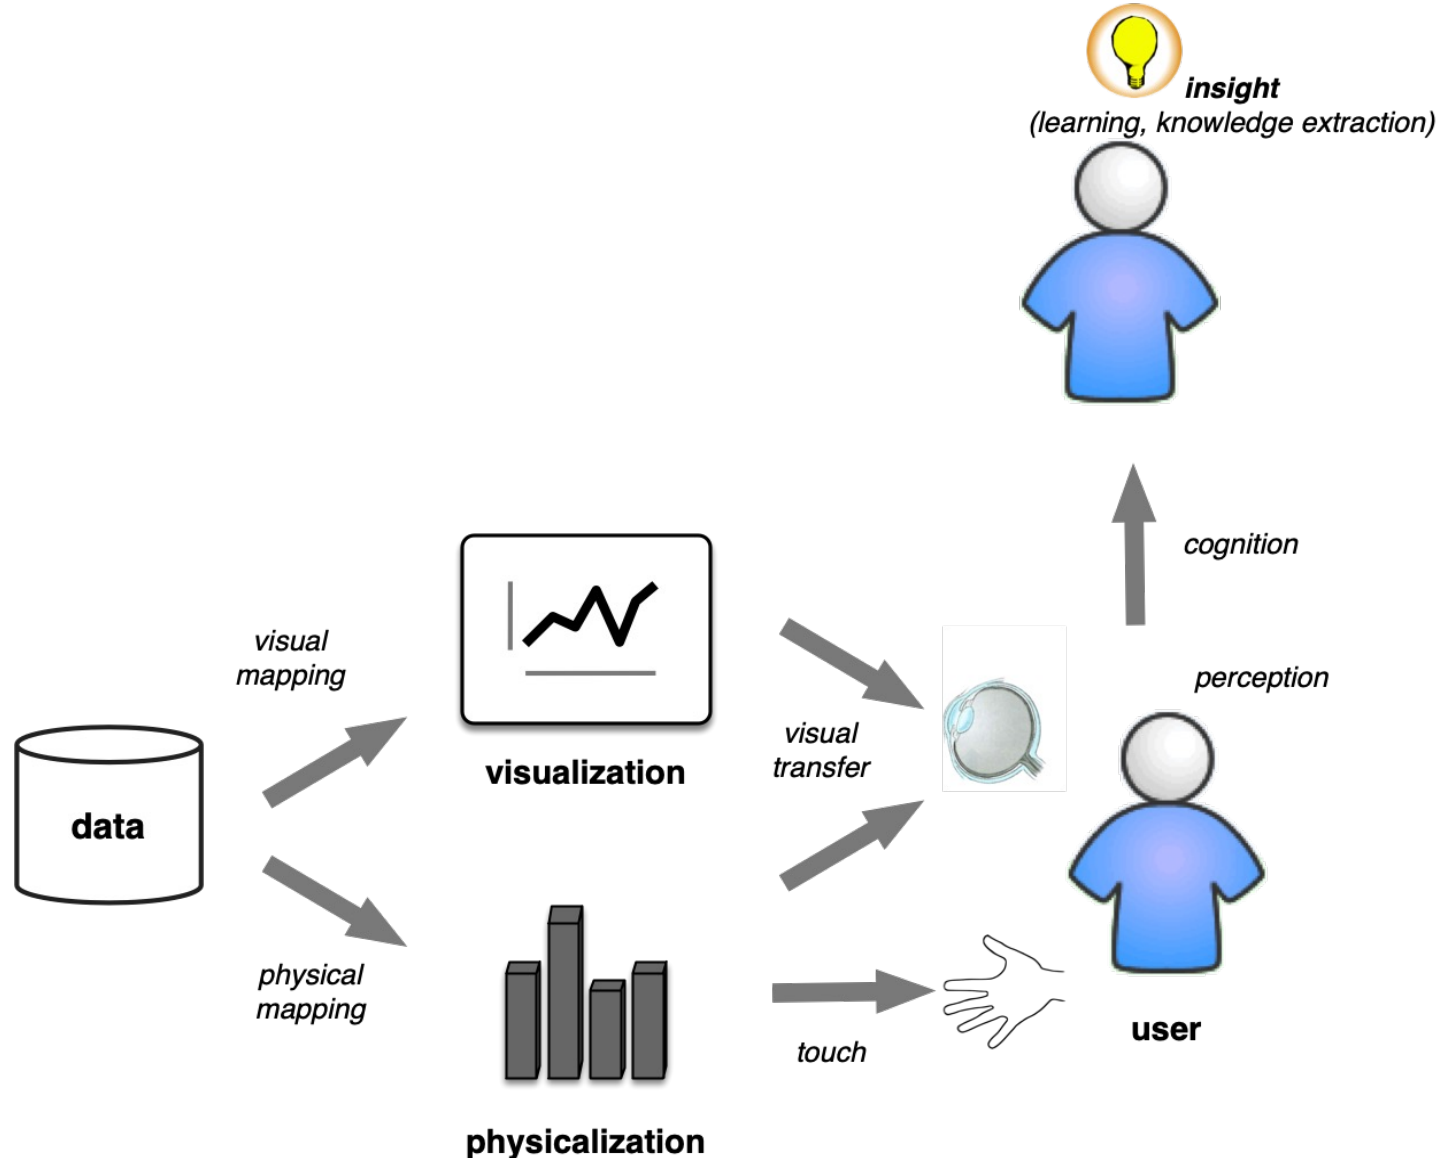 insight
(learning, knowledge extraction)
cognition
perception
visual
mapping
visualization
visual
transfer
data
physical
mapping
touch
user
physicalization